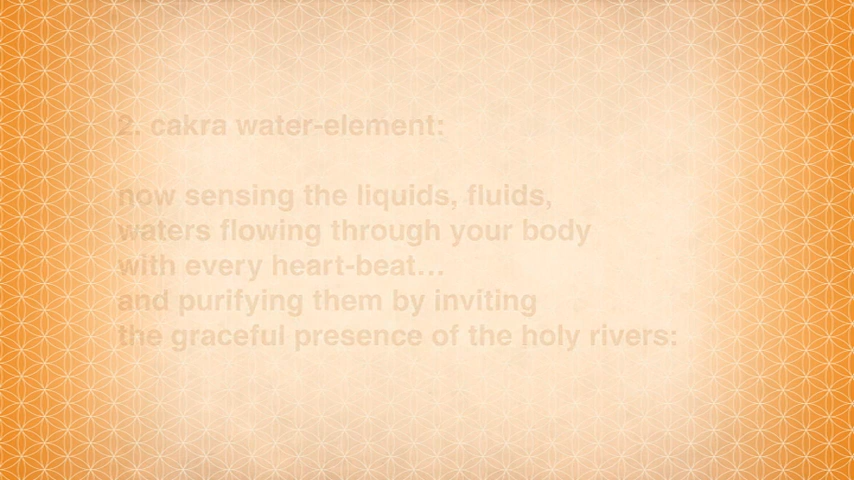 2. cakra water-element:
now sensing the liquids, fluids,
waters flowing through your body
with every heart-beat…
and purifying them by inviting
the graceful presence of the holy rivers: